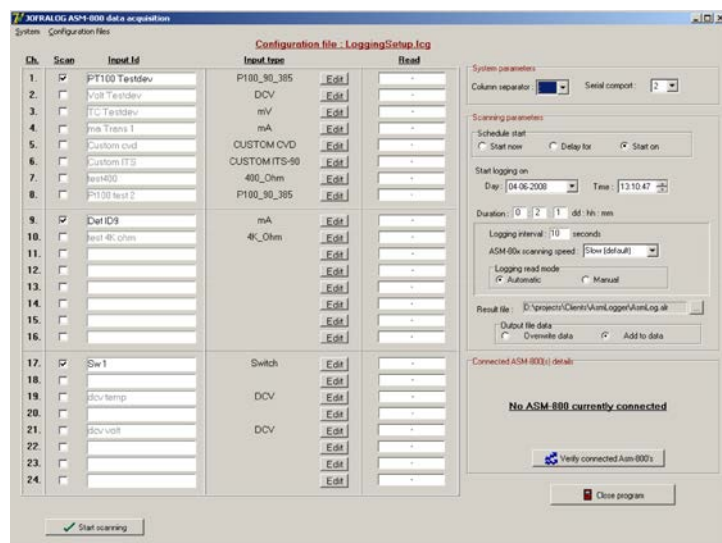 JOFRALOG ASM-800 data acquisition
System Configuration files
Configuration file : LoggingSetup.lcg
Ch. Scan Input Id Input type Read
1. PT100 Testdev P100_90_385 Edit -
2. Volt Testdev DCV Edit -
3. TC Testdev mV Edit -
4. ma Trans 1 mA Edit -
5. Custom cvd CUSTOM CVD Edit -
6. Custom ITS CUSTOM ITS-90 Edit -
7. test400 400_Ohm Edit -
8. Pt100 test 2 P100_90_385 Edit -
9. Def ID9 mA Edit -
10. test 4K ohm 4K_Ohm Edit -
11. Edit -
12. Edit -
13. Edit -
14. Edit -
15. Edit -
16. Edit -
17. Sw1 Switch Edit -
18. Edit -
19. dcv temp DCV Edit -
20. Edit -
21. dcv volt DCV Edit -
22. Edit -
23. Edit -
24. Edit -
Start scanning
System parameters
Column separator : Serial comport : 2
Scanning parameters
Schedule start
Start now Delay for Start on
Start logging on
Day : 04-06-2008 Time : 13:10:47
Duration : 0 2 1 dd : hh : mm
Logging interval : 10 seconds
ASM-80x scanning speed : Slow (default)
Logging read mode
Automatic Manual
Result file : D:\projects\Clients\AsmLogger\AsmLog.alr ...
Output file data
Overwrite data Add to data
Connected ASM-800(s) details
No ASM-800 currently connected
Verify connected Asm-800's
Close program